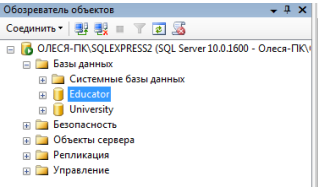 Обозреватель объектов
Соединить
ОЛЕСЯ-ПК\SQLEXPRESS2 (SQL Server 10.0.1600 - Олеся-ПК\
Базы данных
Системные базы данных
Educator
University
Безопасность
Объекты сервера
Репликация
Управление